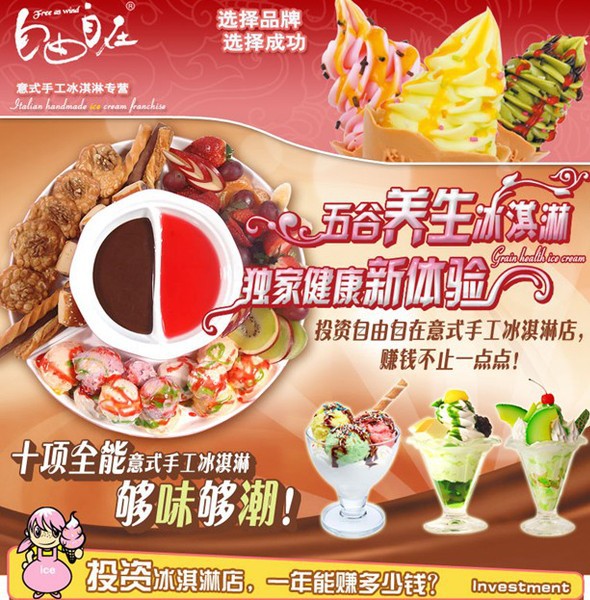 Free as wind
自由自在®
意式手工冰淇淋专营
Italian handmade ice cream franchise
选择品牌
选择成功
五谷养生冰淇淋
Grain health ice cream
独家健康新体验
投资自由自在意式手工冰淇淋店，
赚钱不止一点点！
十项全能意式手工冰淇淋
够味够潮！
ice
投资冰淇淋店，一年能赚多少钱？
Investment